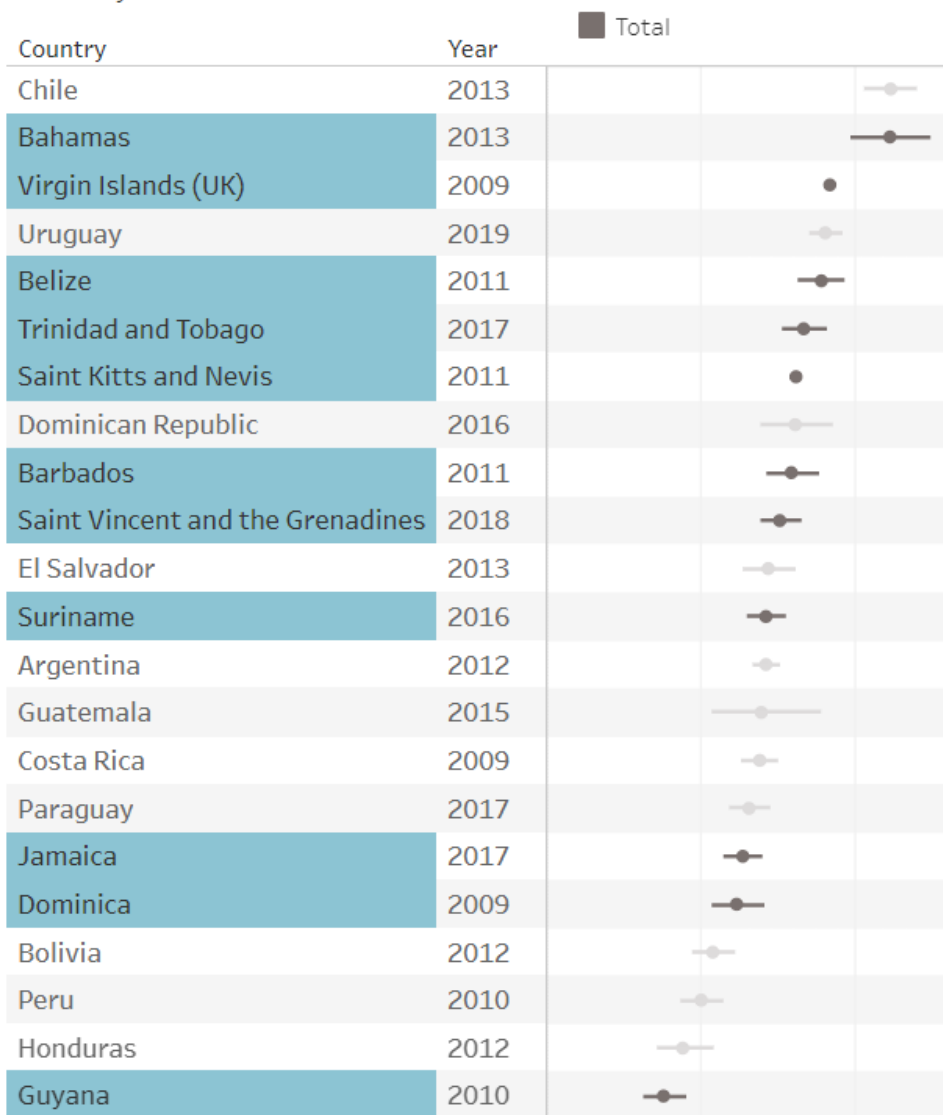 Total
Country Year
Chile 2013
Bahamas 2013
Virgin Islands (UK) 2009
Uruguay 2019
Belize 2011
Trinidad and Tobago 2017
Saint Kitts and Nevis 2011
Dominican Republic 2016
Barbados 2011
Saint Vincent and the Grenadines 2018
El Salvador 2013
Suriname 2016
Argentina 2012
Guatemala 2015
Costa Rica 2009
Paraguay 2017
Jamaica 2017
Dominica 2009
Bolivia 2012
Peru 2010
Honduras 2012
Guyana 2010